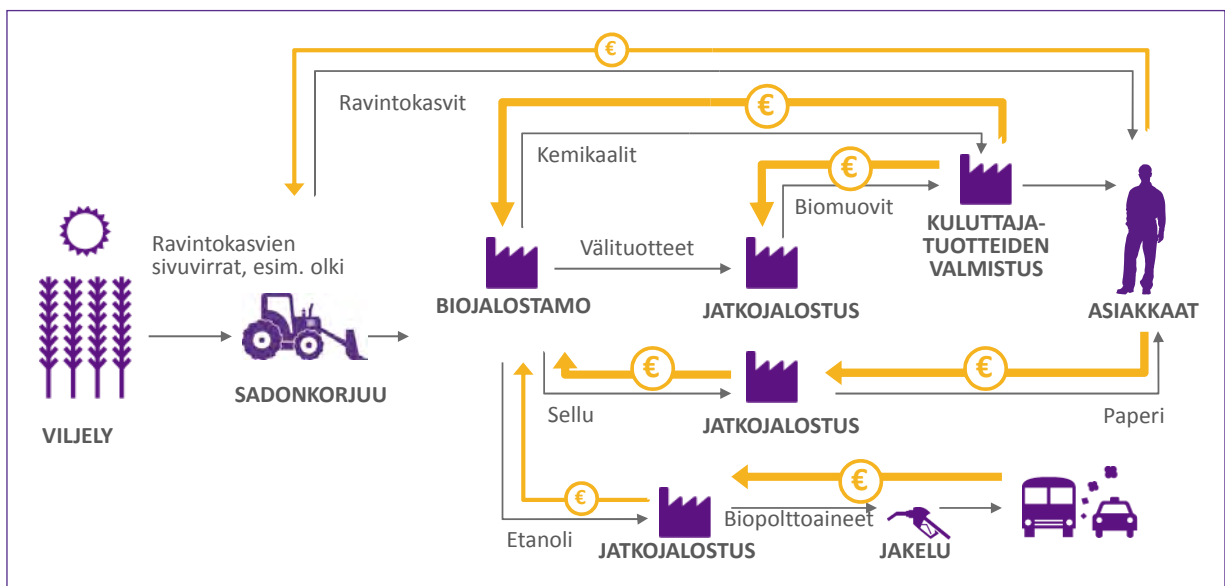 €
Ravintokasvit
€
Kemikaalit
€
Biomuovit
KULUTTAJA-
TUOTTEIDEN
VALMISTUS
Ravintokasvien
sivuvirrat, esim. olki
Välituotteet
BIOJALOSTAMO
JATKOJALOSTUS
ASIAKKAAT
SADONKORJUU
VILJELY
€
€
Sellu
JATKOJALOSTUS
Paperi
€
€
Etanoli
JATKOJALOSTUS
Biopolttoaineet
JAKELU